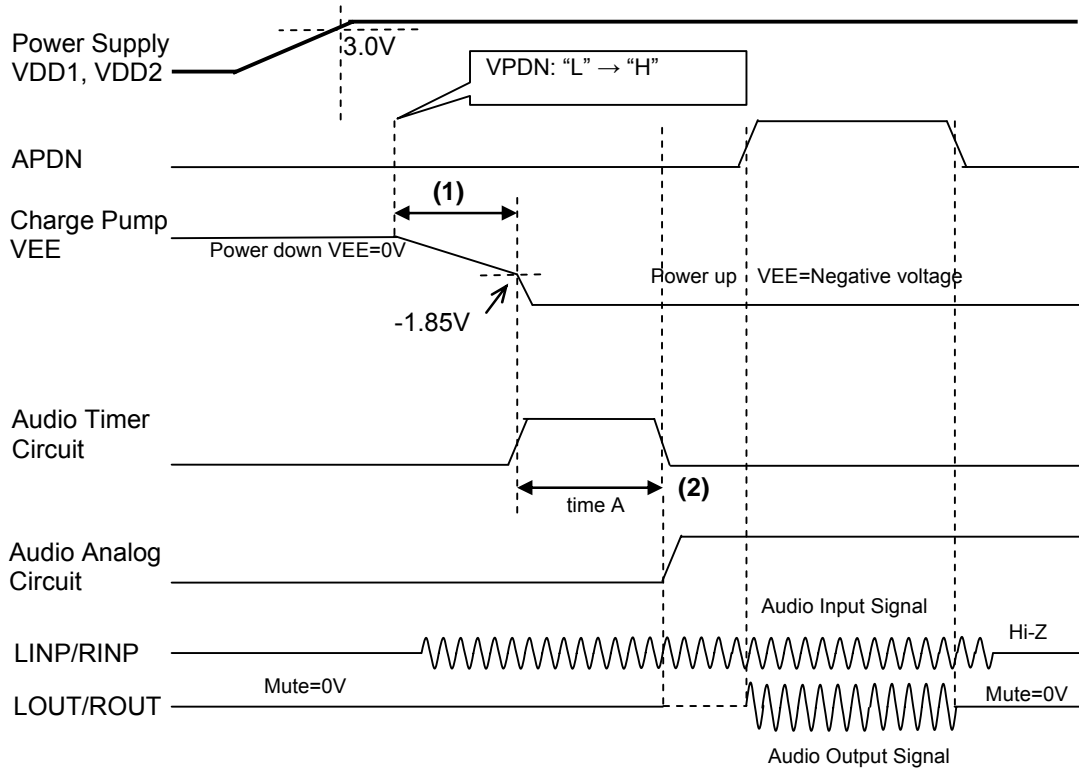 Power Supply
VDD1, VDD2
3.0V
VPDN: “L” → “H”
APDN
(1)
Charge Pump
VEE
Power down VEE=0V
Power up
VEE=Negative voltage
-1.85V
Audio Timer
Circuit
time A
(2)
Audio Analog
Circuit
Audio Input Signal
LINP/RINP
Hi-Z
Mute=0V
LOUT/ROUT
Mute=0V
Audio Output Signal